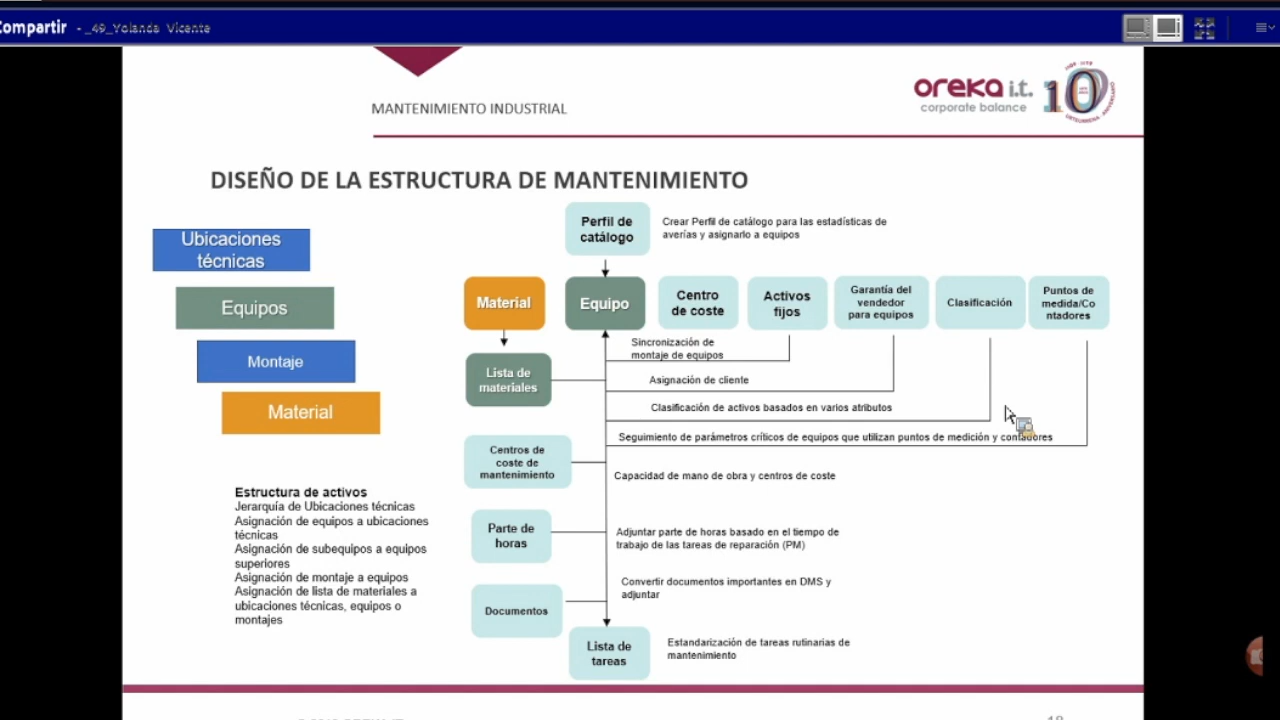 Compartir - _49_Yolanda Vicente
MANTENIMIENTO INDUSTRIAL
oreka i.t.
corporate balance
10
DISEÑO DE LA ESTRUCTURA DE MANTENIMIENTO
Ubicaciones
técnicas
Equipos
Montaje
Material
Estructura de activos
Jerarquía de Ubicaciones técnicas
Asignación de equipos a ubicaciones
técnicas
Asignación de subequipos a equipos
superiores
Asignación de montaje a equipos
Asignación de lista de materiales a
ubicaciones técnicas, equipos o
montajes
Perfil de
catálogo
Crear Perfil de catálogo para las estadísticas de
averías y asignarlo a equipos
Material
Equipo
Centro
de coste
Activos
fijos
Garantía del
vendedor
para equipos
Clasificación
Puntos de
medida/Co
ntadores
Sincronización de
montaje de equipos
Lista de
materiales
Asignación de cliente
Clasificación de activos basados en varios atributos
Seguimiento de parámetros críticos de equipos que utilizan puntos de medición y contadores
Centros de
coste de
mantenimiento
Capacidad de mano de obra y centros de coste
Parte de
horas
Adjuntar parte de horas basado en el tiempo de
trabajo de las tareas de reparación (PM)
Documentos
Convertir documentos importantes en DMS y
adjuntar
Lista de
tareas
Estandarización de tareas rutinarias de
mantenimiento
18